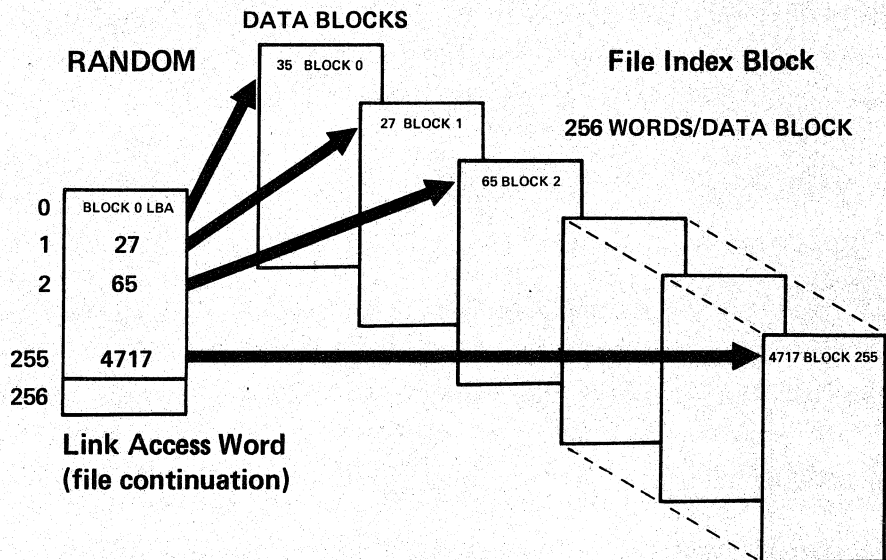 DATA BLOCKS
RANDOM
File Index Block
35 BLOCK 0
27 BLOCK 1
256 WORDS/DATA BLOCK
65 BLOCK 2
0 BLOCK 0 LBA
1 27
2 65
255 4717
4717 BLOCK 255
256
Link Access Word
(file continuation)